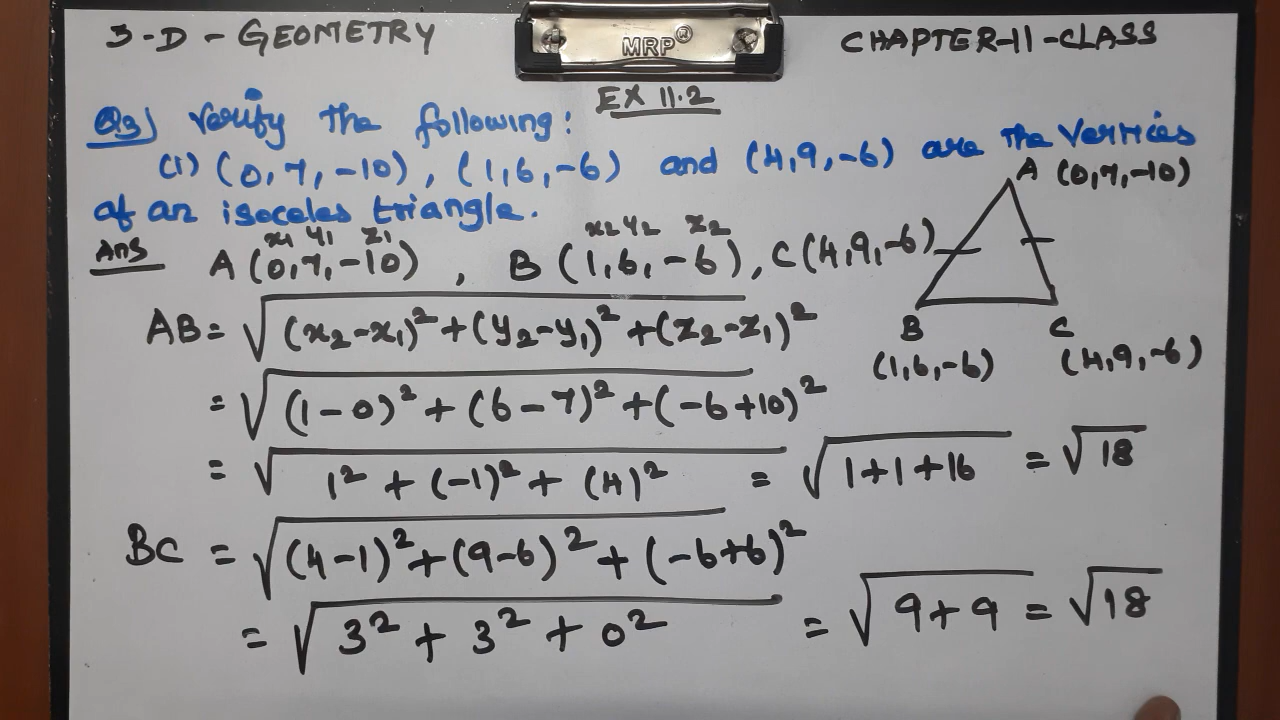 3-D-GEOMETRY
MRP®
CHAPTER-11-CLASS
EX 11.2
Q3) Verify the following:
(i) (0,7,-10), (1,6,-6) and (4,9,-6) are the Vertices
of an isoceles triangle.
A (0,7,-10)
x₁ y₁ z₁ x₂ y₂ z₂
Ans A(0,7,-10), B(1,6,-6), C(4,9,-6)
AB = √(x₂-x₁)²+(y₂-y₁)²+(z₂-z₁)²
B C
(1,6,-6) (4,9,-6)
= √(1-0)²+(6-7)²+(-6+10)²
= √1²+(-1)²+(4)² = √1+1+16 = √18
BC = √(4-1)²+(9-6)²+(-6+6)²
= √3²+3²+0² = √9+9 = √18